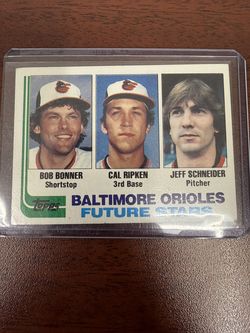 BOB BONNER CAL RIPKEN JEFF SCHNEIDER
Shortstop 3rd Base Pitcher
Topps BALTIMORE ORIOLES
FUTURE STARS